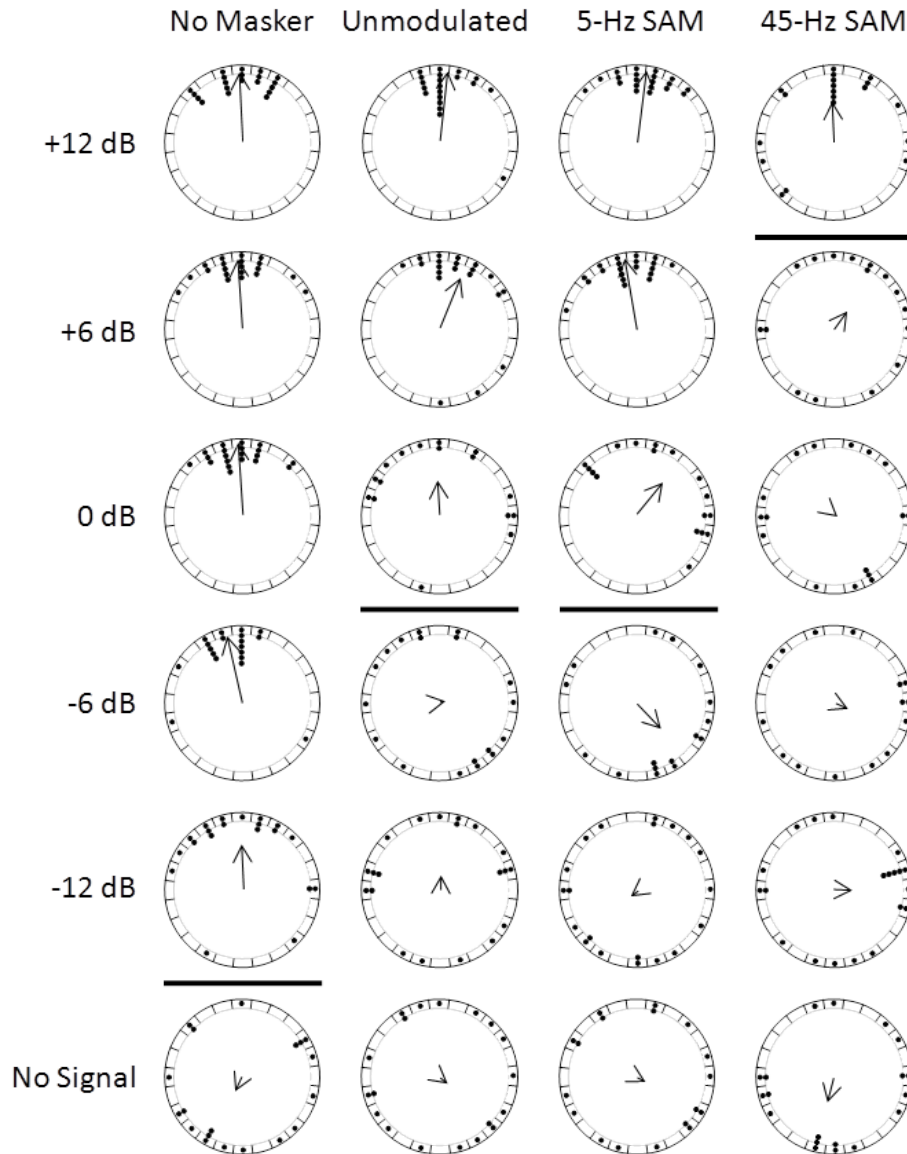 No Masker Unmodulated 5-Hz SAM 45-Hz SAM
+12 dB
+6 dB
0 dB
-6 dB
-12 dB
No Signal